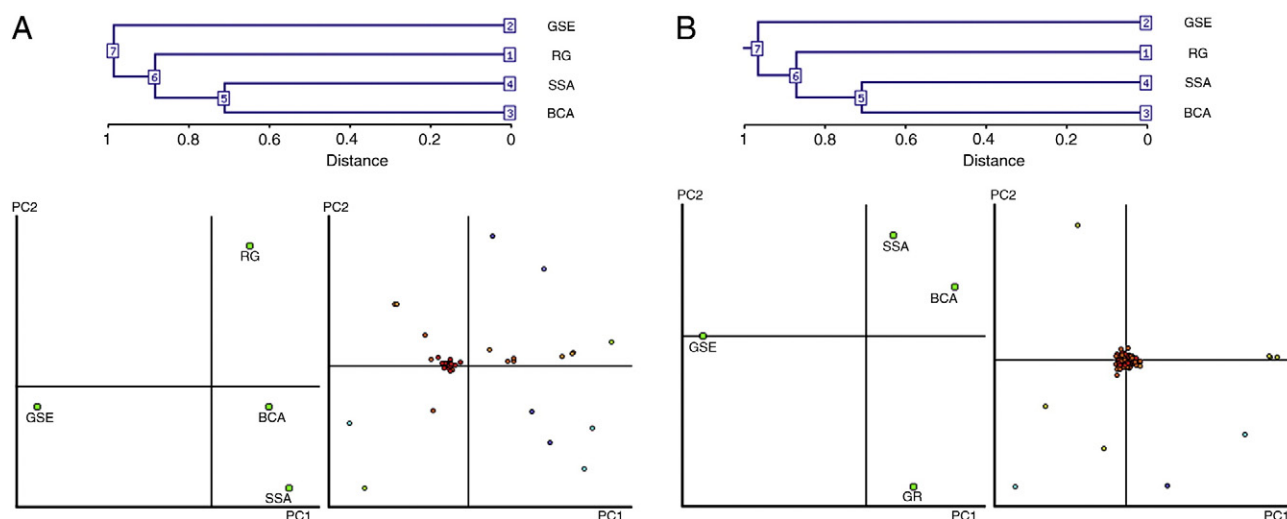 A
2 GSE
7
1 RG
6
4 SSA
5
3 BCA
1 0.8 0.6 0.4 0.2 0
Distance
PC2
RG
GSE
BCA
SSA
PC1
PC2
PC1
B
2 GSE
7
1 RG
6
4 SSA
5
3 BCA
1 0.8 0.6 0.4 0.2 0
Distance
PC2
SSA
BCA
GSE
GR
PC1
PC2
PC1